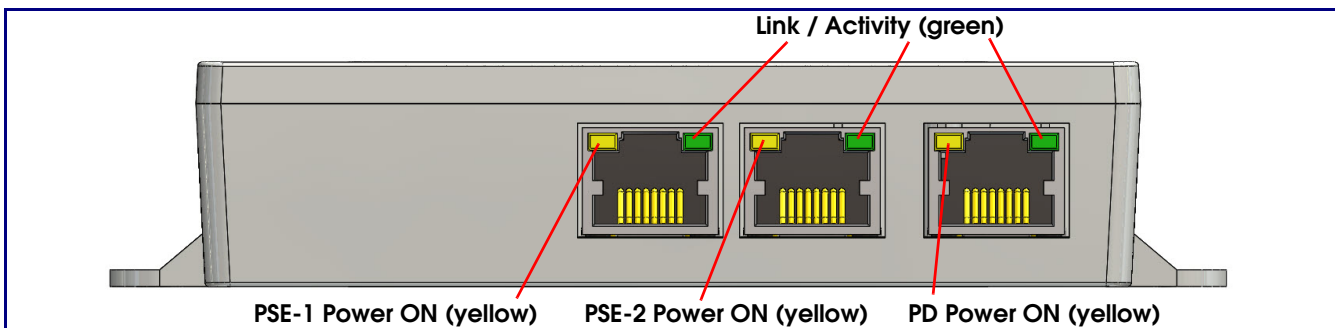 Link / Activity (green)
PSE-1 Power ON (yellow)
PSE-2 Power ON (yellow)
PD Power ON (yellow)